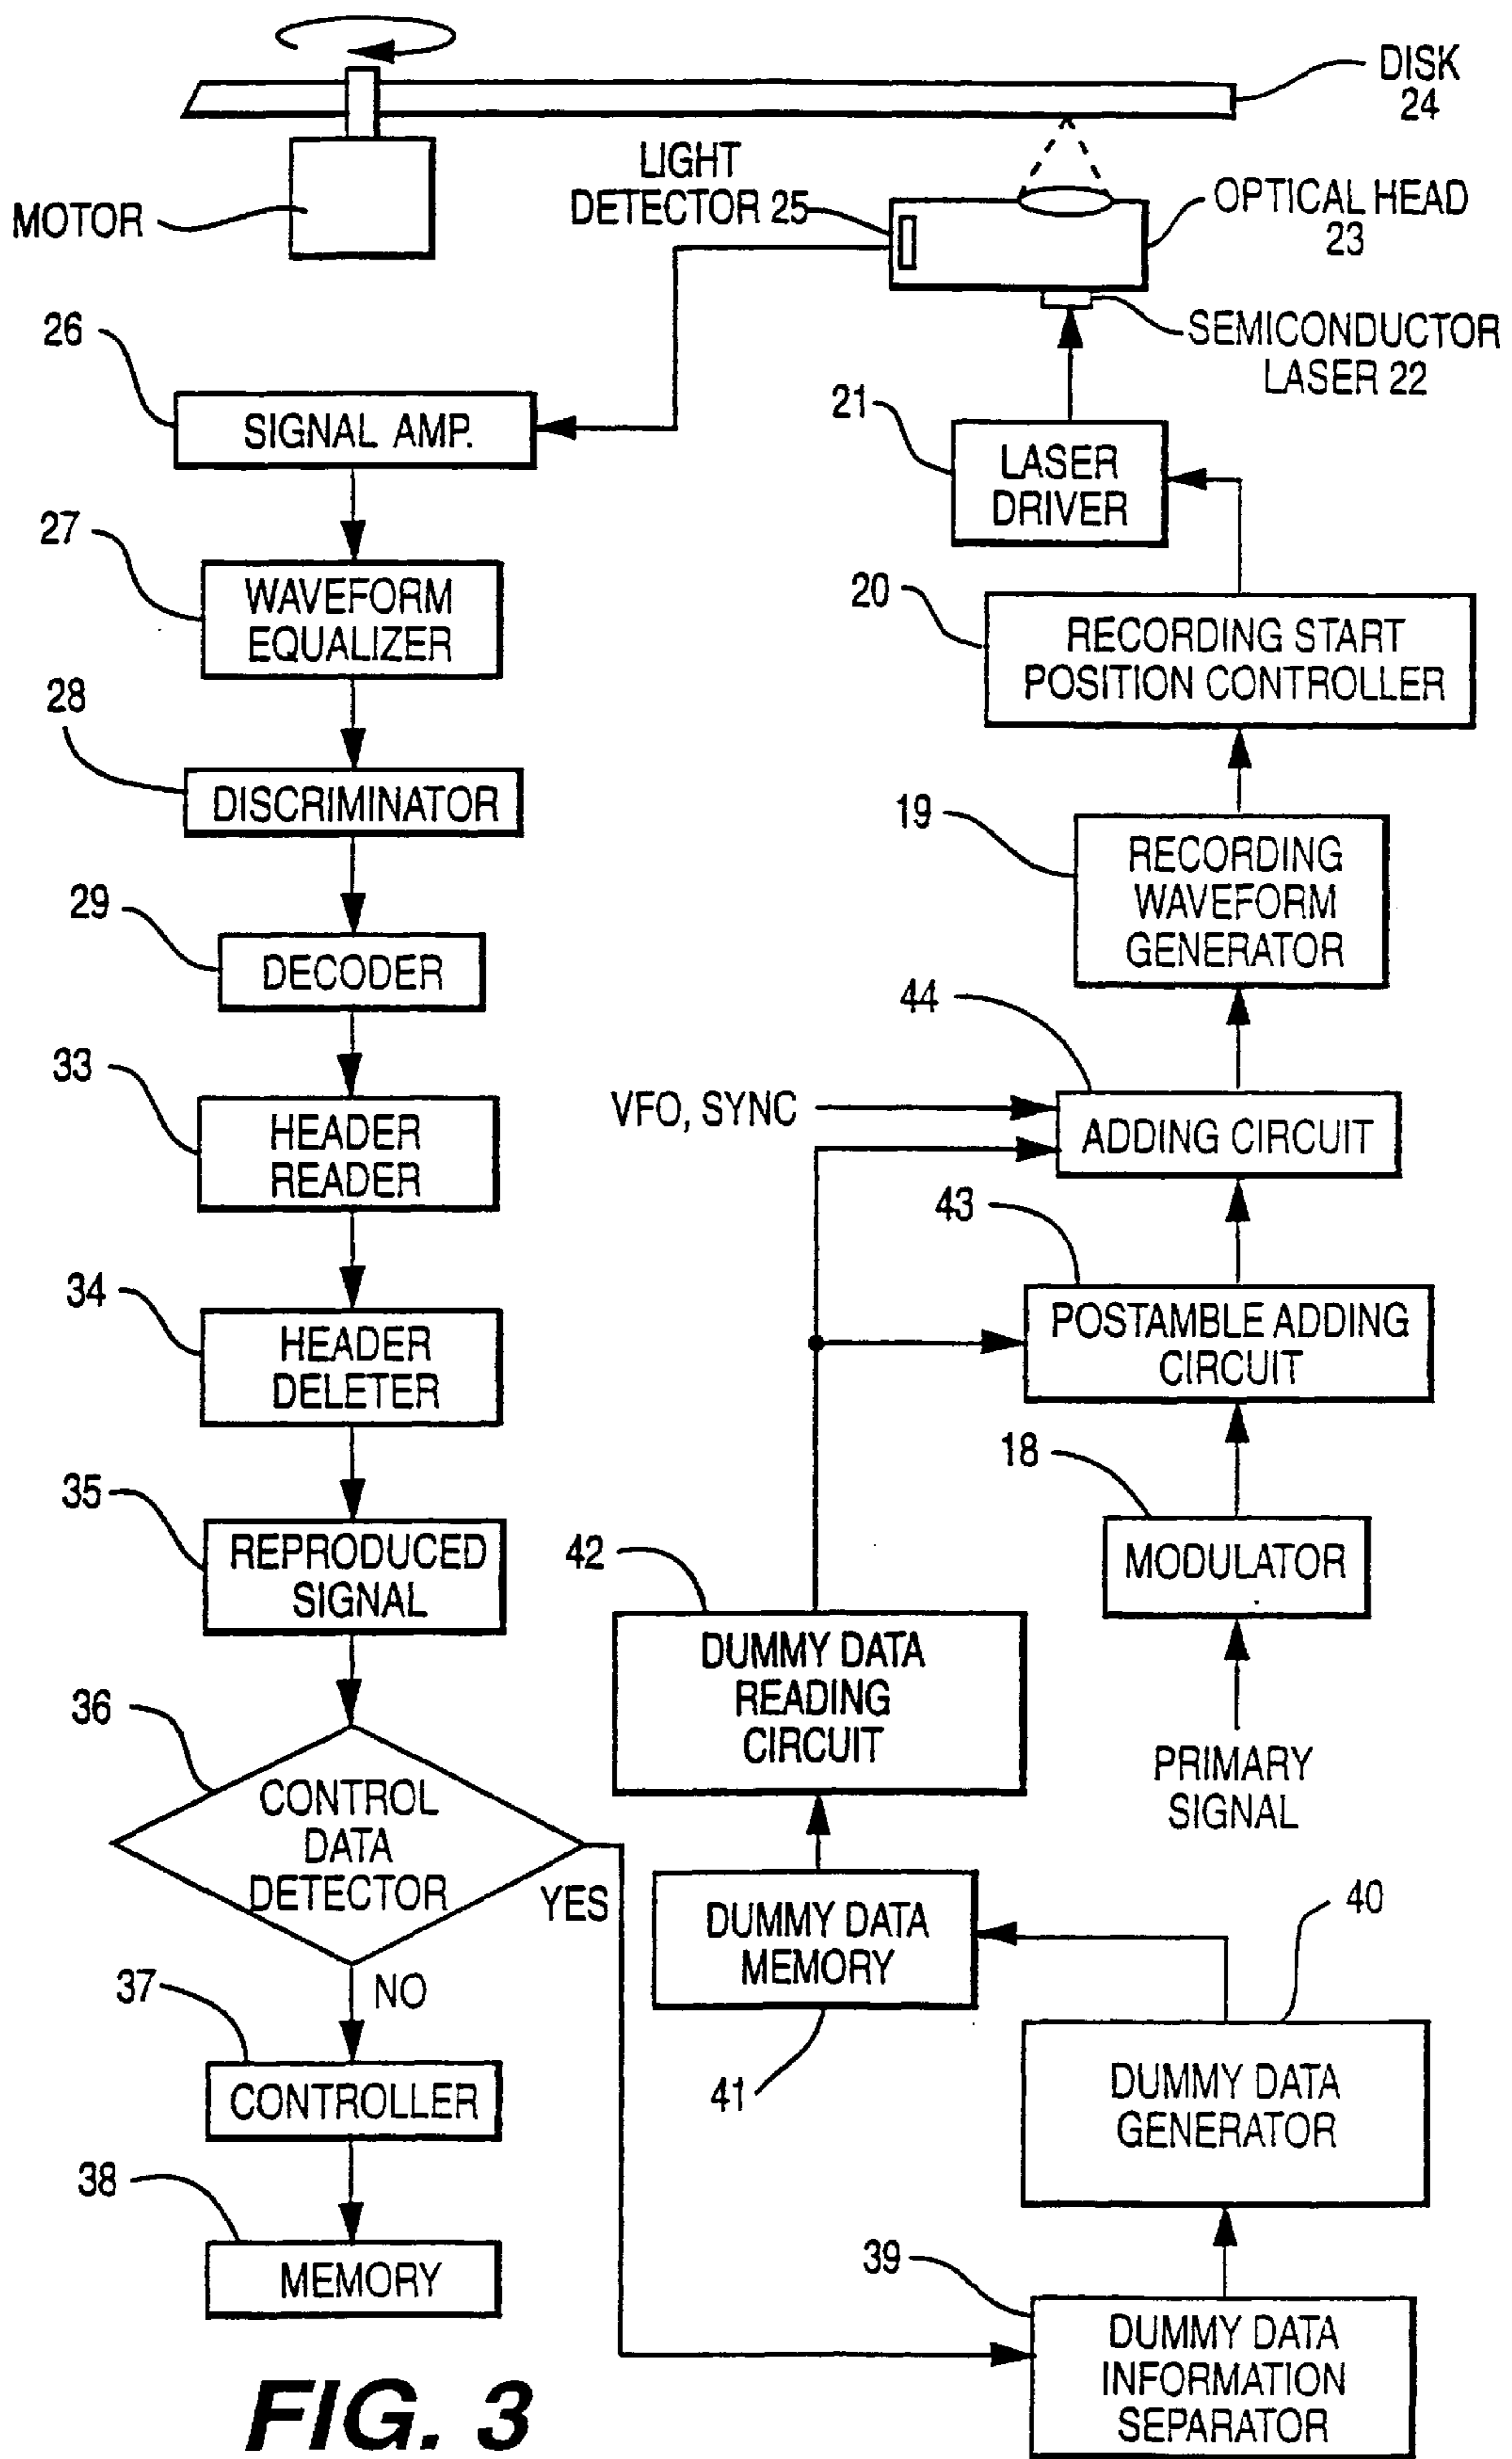 DISK
24
LIGHT
DETECTOR 25
OPTICAL HEAD
23
MOTOR
SEMICONDUCTOR
LASER 22
26
SIGNAL AMP.
21
LASER
DRIVER
27
WAVEFORM
EQUALIZER
20
RECORDING START
POSITION CONTROLLER
28
DISCRIMINATOR
19
RECORDING
WAVEFORM
GENERATOR
29
DECODER
44
VFO, SYNC
ADDING CIRCUIT
33
HEADER
READER
43
POSTAMBLE ADDING
CIRCUIT
34
HEADER
DELETER
18
MODULATOR
PRIMARY
SIGNAL
35
REPRODUCED
SIGNAL
42
DUMMY DATA
READING
CIRCUIT
36
CONTROL
DATA
DETECTOR
YES
NO
DUMMY DATA
MEMORY
41
40
DUMMY DATA
GENERATOR
37
CONTROLLER
38
MEMORY
39
DUMMY DATA
INFORMATION
SEPARATOR
FIG. 3